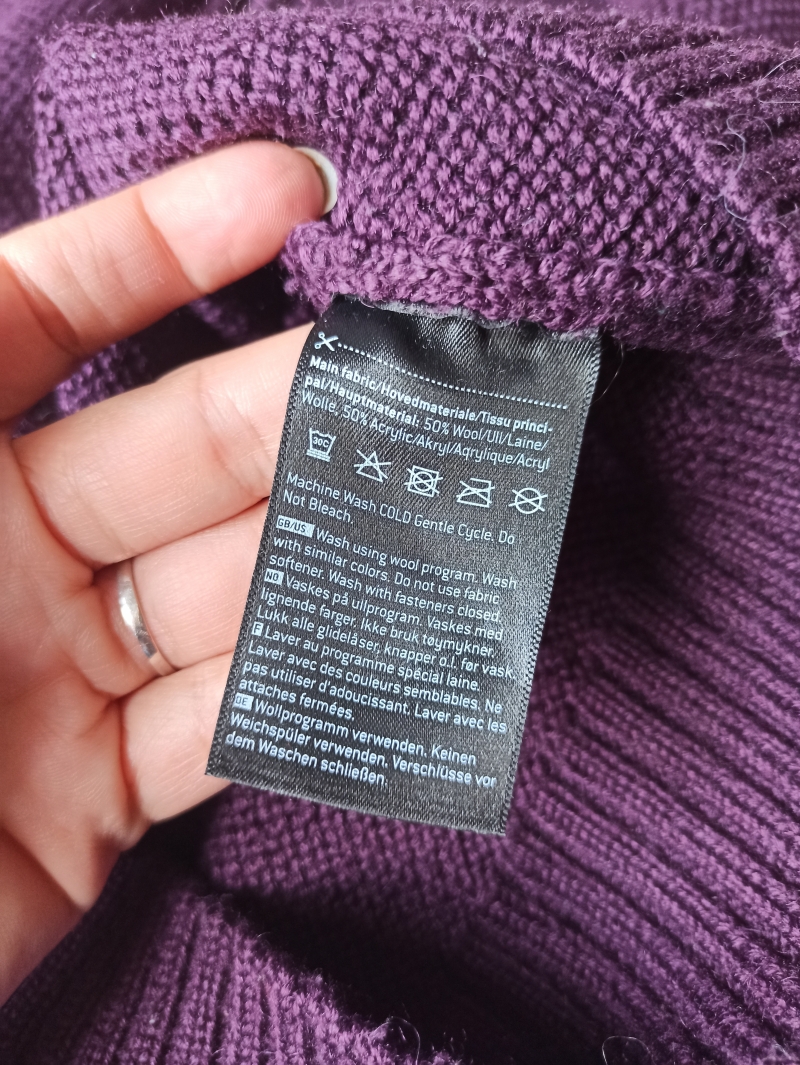 Main fabric/Hovedmateriale/Tissu princi-
pal/Hauptmaterial: 50% Wool/Ull/Laine/
Wolle, 50% Acrylic/Akryl/Aqrylique/Acryl
30C
Machine Wash COLD Gentle Cycle. Do
Not Bleach.
GB/US Wash using wool program. Wash
with similar colors. Do not use fabric
softener. Wash with fasteners closed.
NO Vaskes på ullprogram. Vaskes med
lignende farger. Ikke bruk tøymykner.
Lukk alle glidelåser, knapper o.l. før vask.
F Laver au programme spécial laine.
Laver avec des couleurs semblables. Ne
pas utiliser d'adoucissant. Laver avec les
attaches fermées.
DE Wollprogramm verwenden. Keinen
Weichspüler verwenden. Verschlüsse vor
dem Waschen schließen.